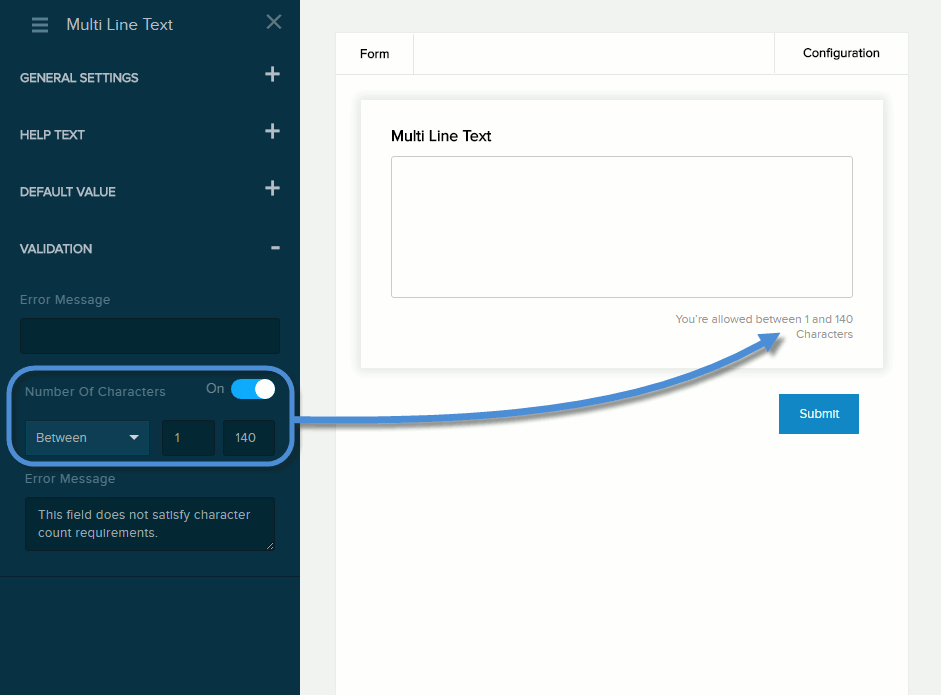 Multi Line Text
GENERAL SETTINGS
HELP TEXT
DEFAULT VALUE
VALIDATION
Error Message
Number Of Characters On
Between 1 140
Error Message
This field does not satisfy character
count requirements.
Form Configuration
Multi Line Text
You're allowed between 1 and 140
Characters
Submit